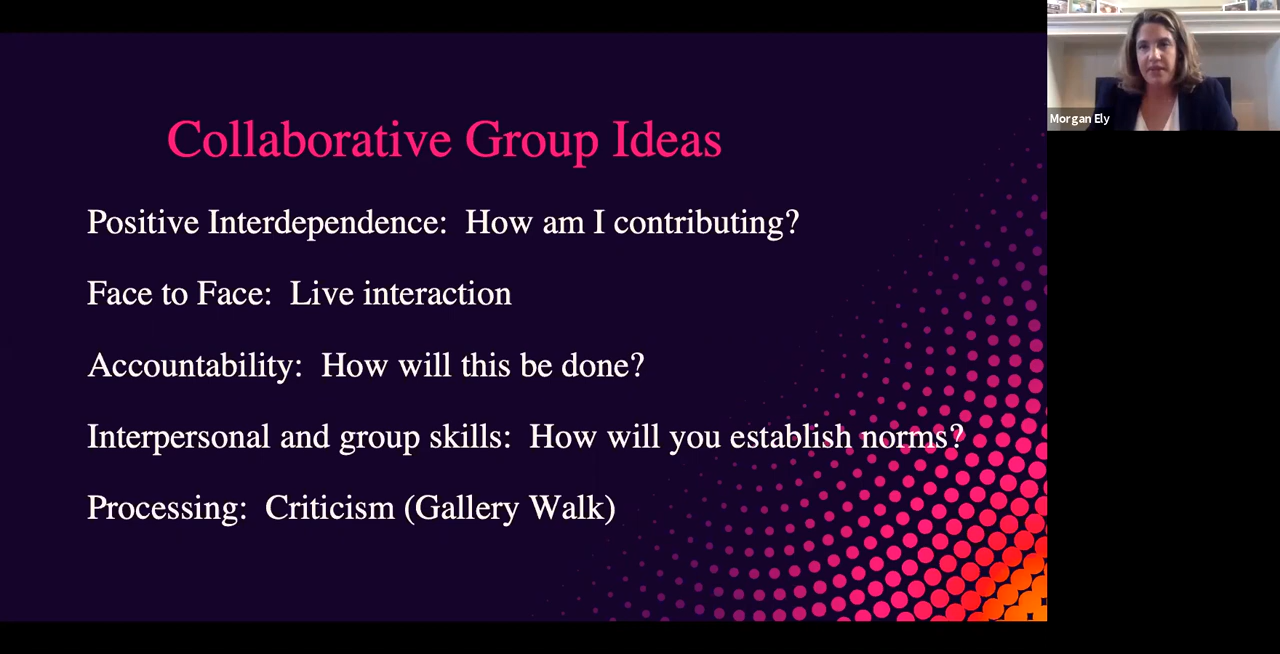 Collaborative Group Ideas
Positive Interdependence:  How am I contributing?
Face to Face:  Live interaction
Accountability:  How will this be done?
Interpersonal and group skills:  How will you establish norms?
Processing:  Criticism (Gallery Walk)
Morgan Ely